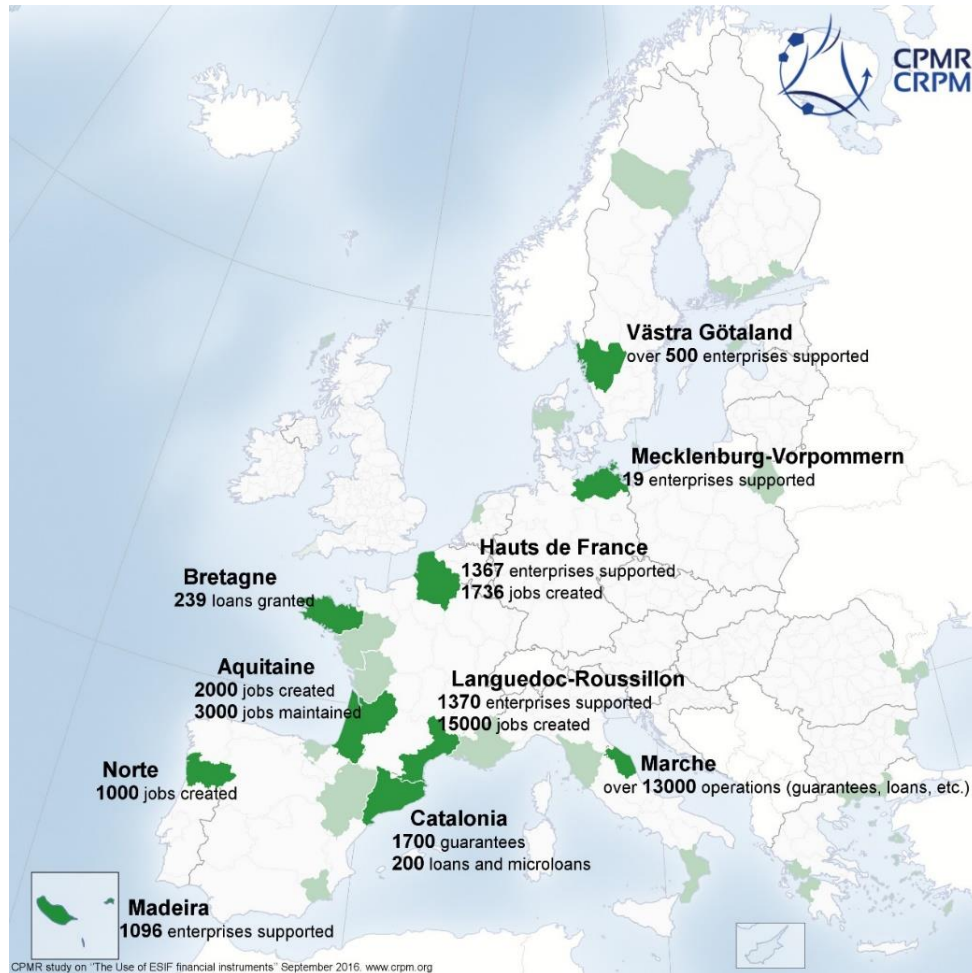 CPMR
CRPM
Västra Götaland
over 500 enterprises supported
Mecklenburg-Vorpommern
19 enterprises supported
Hauts de France
1367 enterprises supported
1736 jobs created
Bretagne
239 loans granted
Aquitaine
2000 jobs created
3000 jobs maintained
Languedoc-Roussillon
1370 enterprises supported
15000 jobs created
Norte
1000 jobs created
Marche
over 13000 operations (guarantees, loans, etc.)
Catalonia
1700 guarantees
200 loans and microloans
Madeira
1096 enterprises supported
CPMR study on "The Use of ESIF financial instruments" September 2016. www.crpm.org